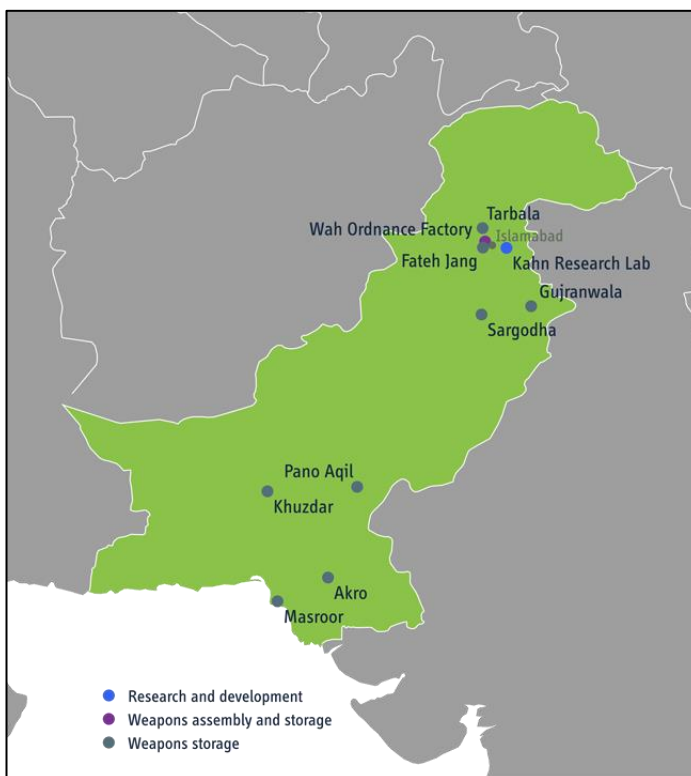 Tarbala
Wah Ordnance Factory
Islamabad
Fateh Jang
Kahn Research Lab
Gujranwala
Sargodha
Pano Aqil
Khuzdar
Akro
Masroor
Research and development
Weapons assembly and storage
Weapons storage